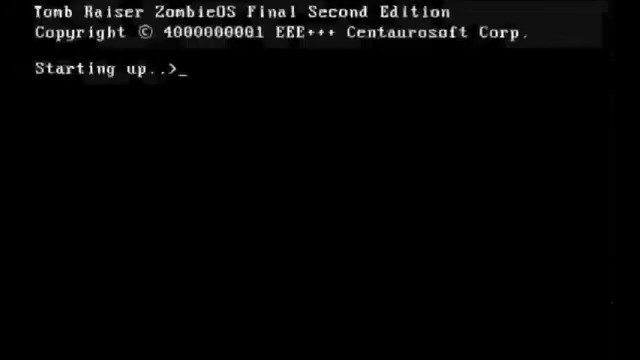 Tomb Raiser ZombieOS Final Second Edition
Copyright © 4000000001 EEE+++ Centaurosoft Corp.
Starting up..>_